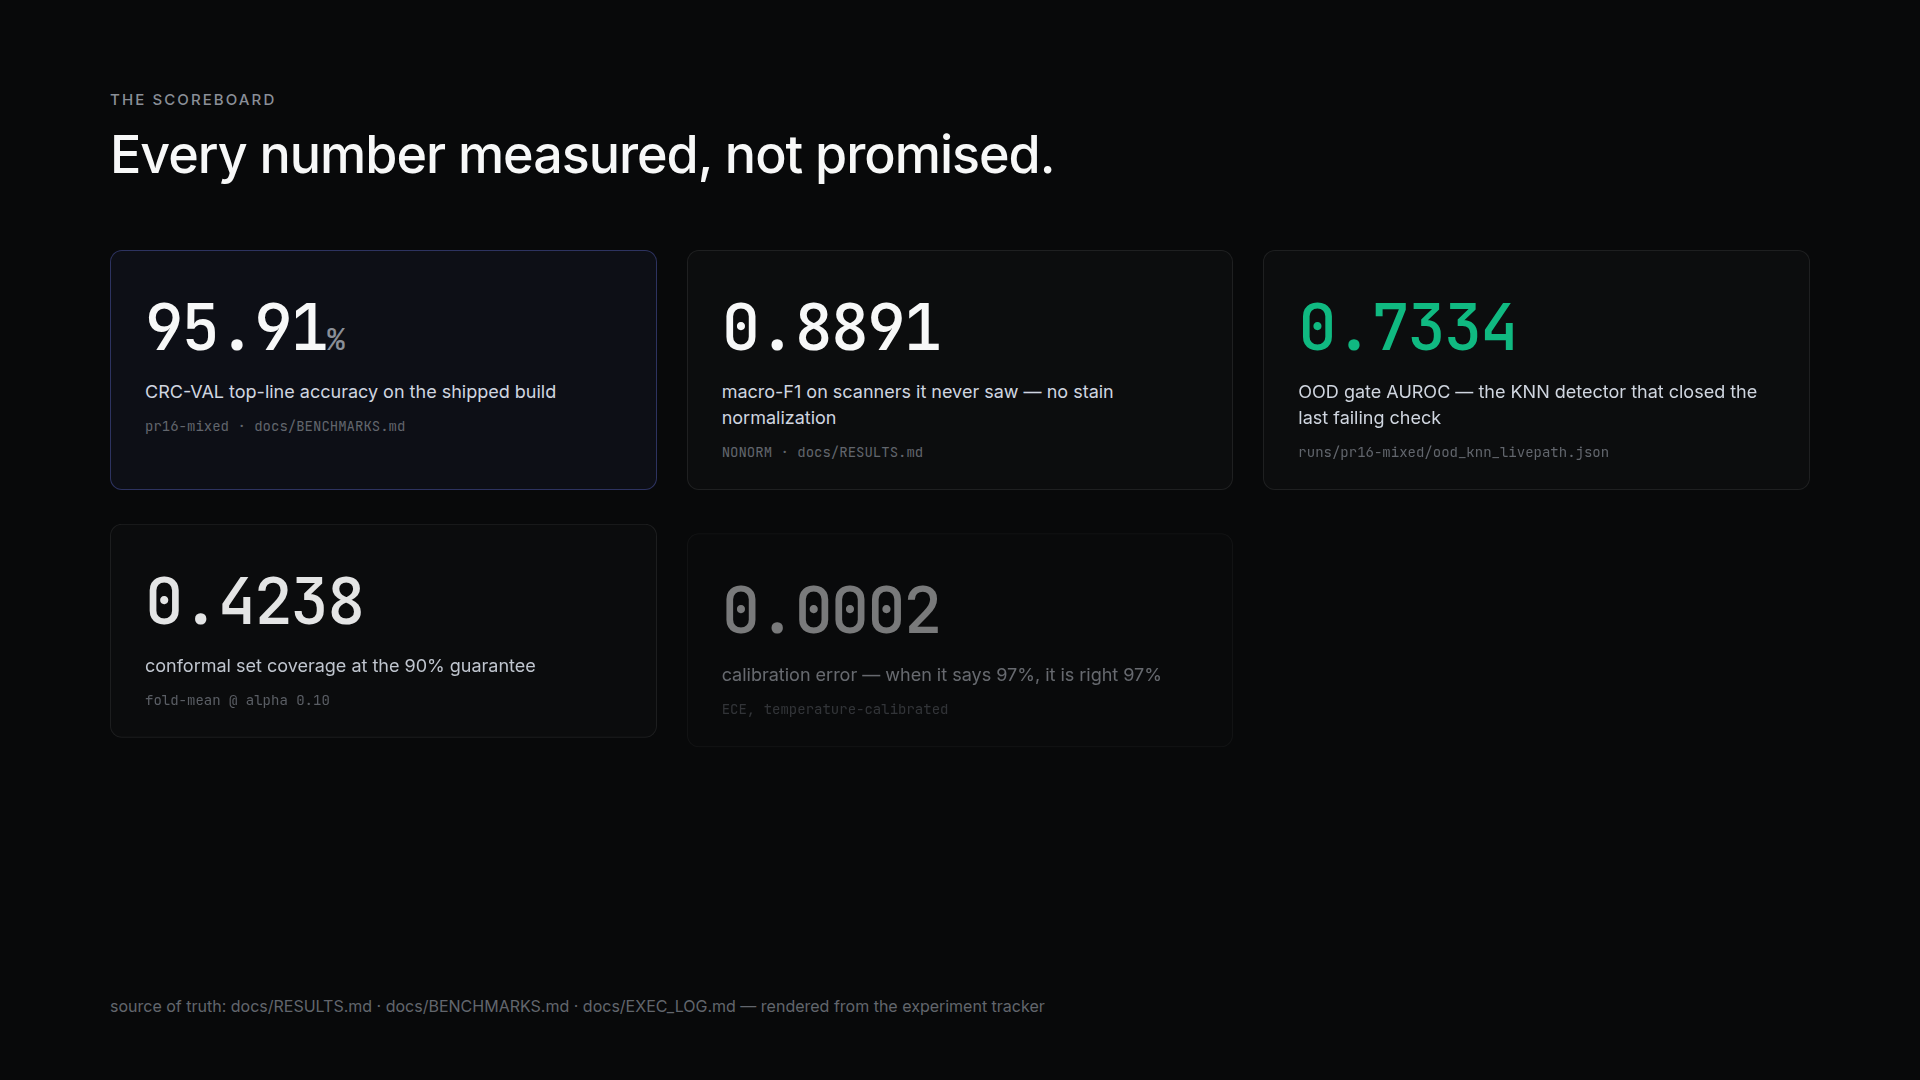 THE SCOREBOARD
Every number measured, not promised.
95.91%
CRC-VAL top-line accuracy on the shipped build
pr16-mixed · docs/BENCHMARKS.md
0.8891
macro-F1 on scanners it never saw — no stain
normalization
NONORM · docs/RESULTS.md
0.7334
OOD gate AUROC — the KNN detector that closed the
last failing check
runs/pr16-mixed/ood_knn_livepath.json
0.4238
conformal set coverage at the 90% guarantee
fold-mean @ alpha 0.10
0.0002
calibration error — when it says 97%, it is right 97%
ECE, temperature-calibrated
source of truth: docs/RESULTS.md · docs/BENCHMARKS.md · docs/EXEC_LOG.md — rendered from the experiment tracker